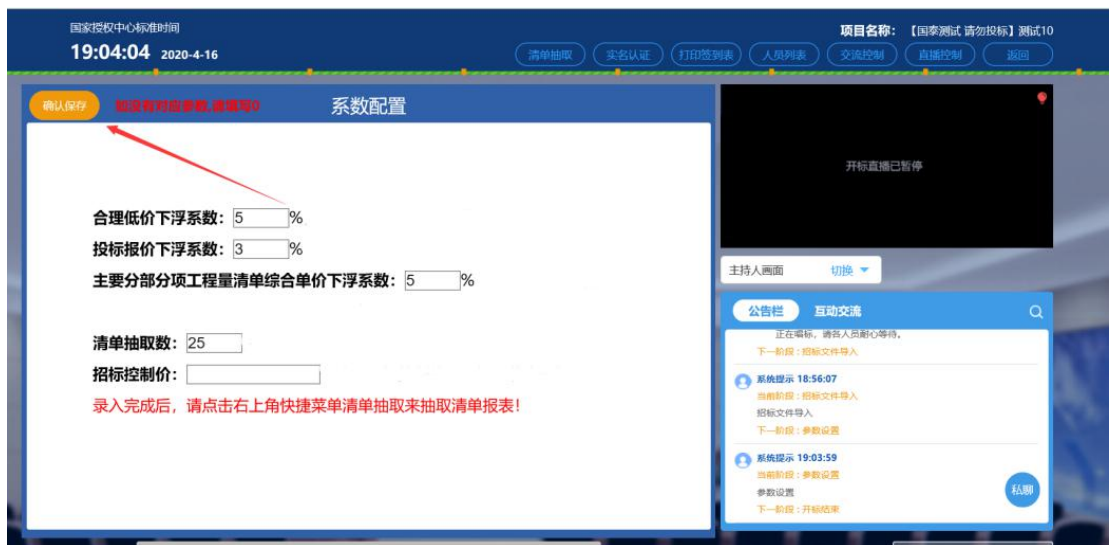 国家授权中心标准时间
19:04:04 2020-4-16
项目名称：【国泰测试 请勿投标】测试10
清单抽取 实名认证 打印签到表 人员列表 交流控制 直播控制 返回
确认保存 如没有对应参数,请填写0 系数配置
合理低价下浮系数：5 %
投标报价下浮系数：3 %
主要分部分项工程量清单综合单价下浮系数：5 %
清单抽取数：25
招标控制价：
录入完成后，请点击右上角快捷菜单清单抽取来抽取清单报表！
开标直播已暂停
主持人画面 切换
公告栏 互动交流
正在唱标，请各人员耐心等待。
下一阶段：招标文件导入
系统提示 18:56:07
当前阶段：招标文件导入
招标文件导入
下一阶段：参数设置
系统提示 19:03:59
当前阶段：参数设置
参数设置
下一阶段：开标结束
私聊